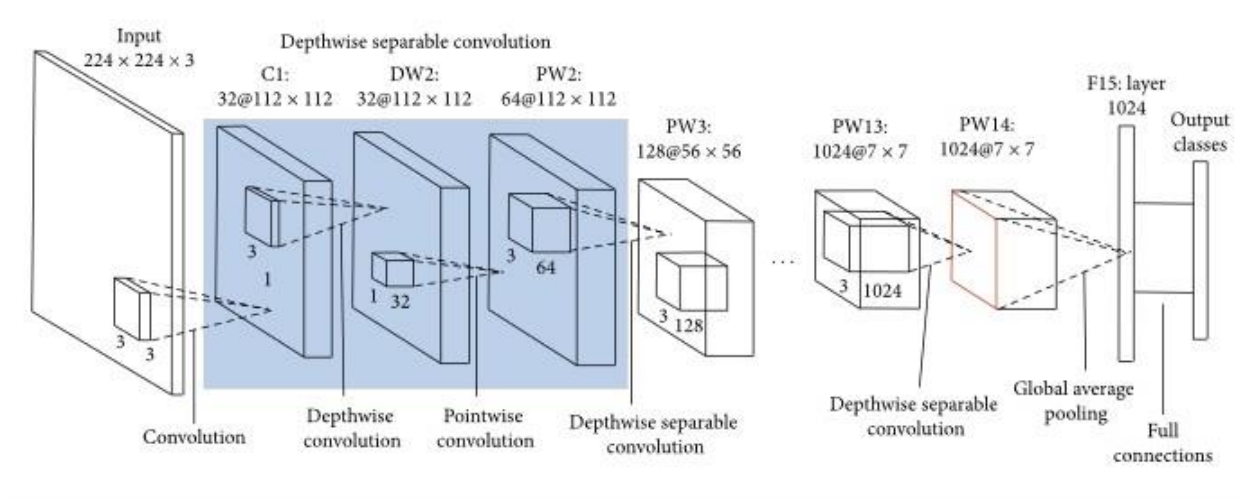 Input
224 × 224 × 3
Depthwise separable convolution
C1:
32@112 × 112
DW2:
32@112 × 112
PW2:
64@112 × 112
PW3:
128@56 × 56
PW13:
1024@7 × 7
PW14:
1024@7 × 7
F15: layer
1024
Output
classes
3
3
3
1
1
32
3
64
3
128
...
3
1024
Convolution
Depthwise
convolution
Pointwise
convolution
Depthwise separable
convolution
Depthwise separable
convolution
Global average
pooling
Full
connections